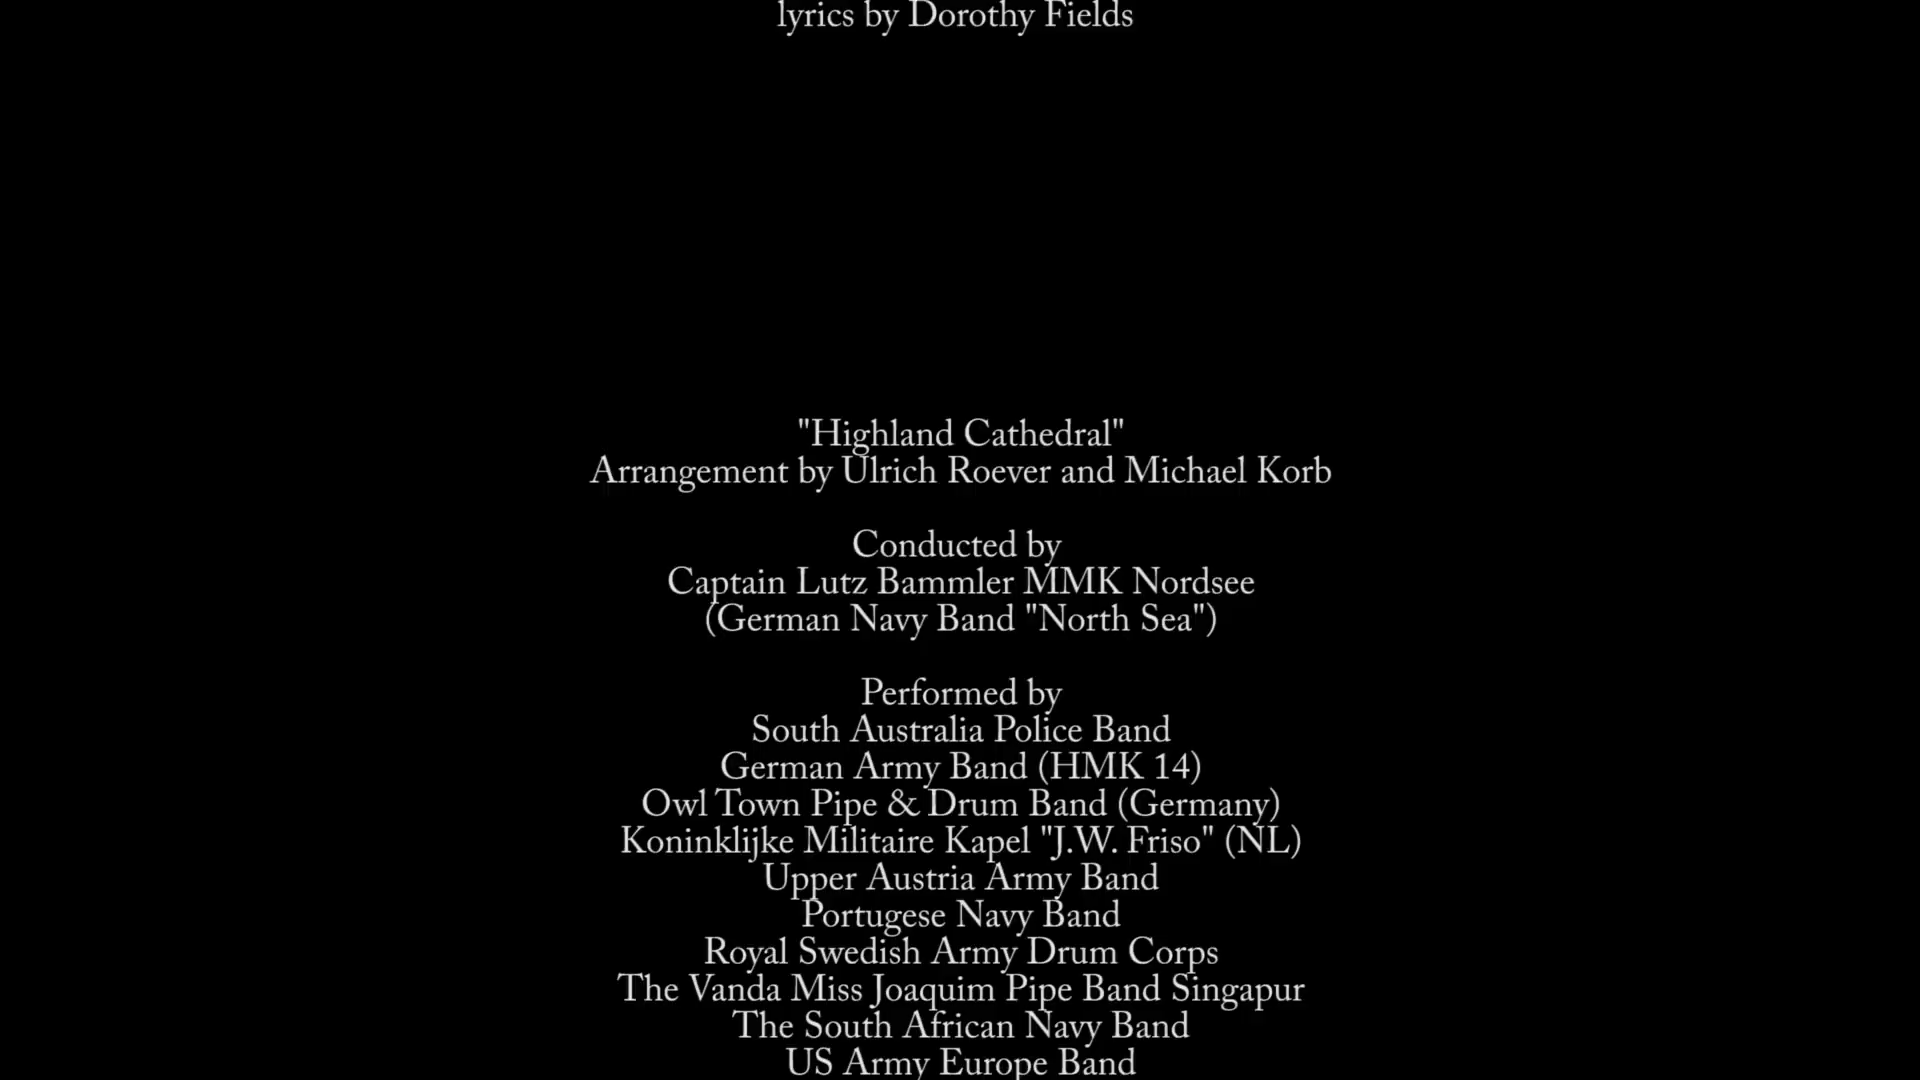 lyrics by Dorothy Fields
"Highland Cathedral"
Arrangement by Ulrich Roever and Michael Korb
Conducted by
Captain Lutz Bammler MMK Nordsee
(German Navy Band "North Sea")
Performed by
South Australia Police Band
German Army Band (HMK 14)
Owl Town Pipe & Drum Band (Germany)
Koninklijke Militaire Kapel "J.W. Friso" (NL)
Upper Austria Army Band
Portugese Navy Band
Royal Swedish Army Drum Corps
The Vanda Miss Joaquim Pipe Band Singapur
The South African Navy Band
US Army Europe Band